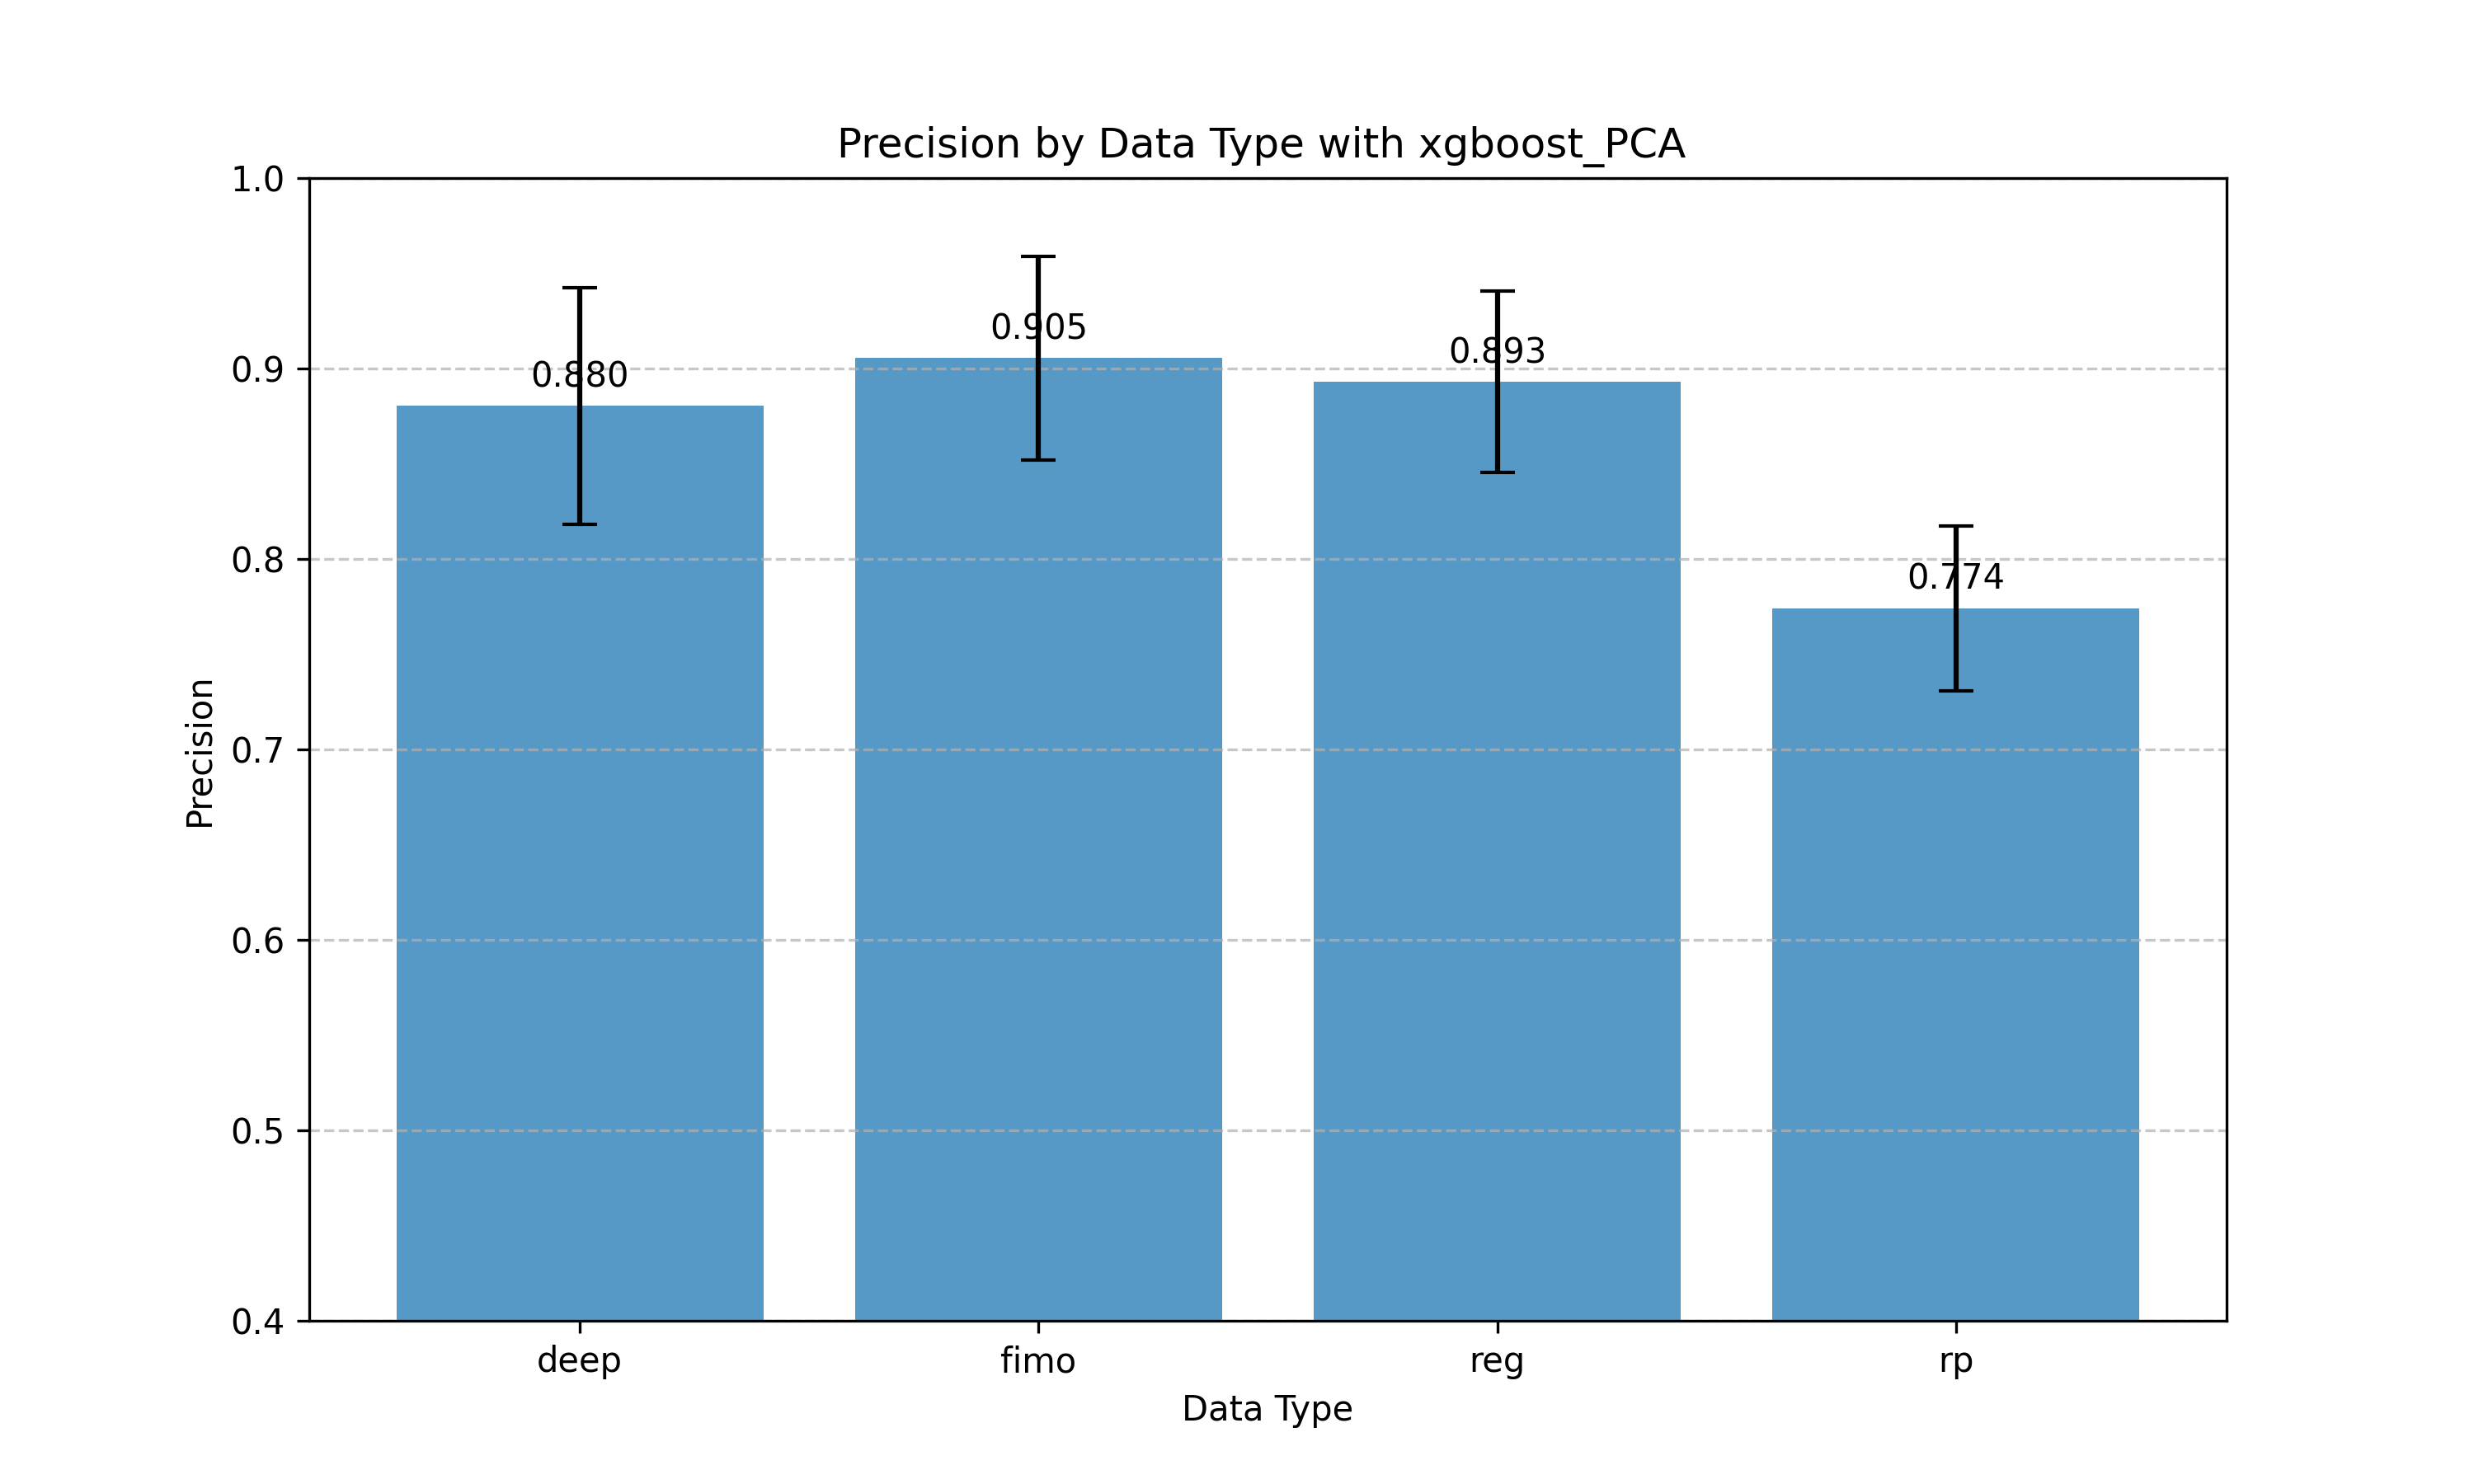 Precision by Data Type with xgboost_PCA
1.0
0.9
0.8
0.7
0.6
0.5
0.4
Precision
0.880
0.905
0.893
0.774
deep
fimo
reg
rp
Data Type